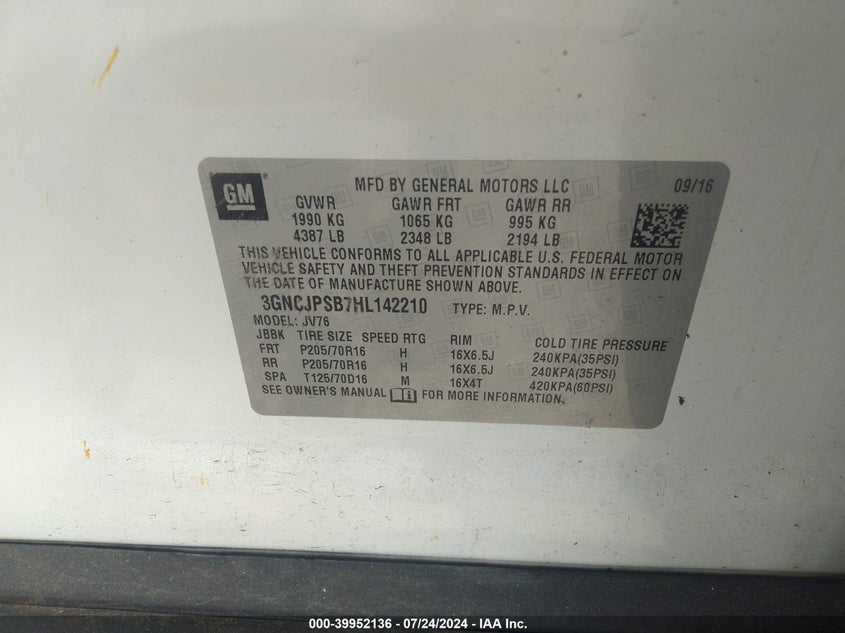 GM
MFD BY GENERAL MOTORS LLC 09/16
GVWR GAWR FRT GAWR RR
1990 KG 1065 KG 995 KG
4387 LB 2348 LB 2194 LB
THIS VEHICLE CONFORMS TO ALL APPLICABLE U.S. FEDERAL MOTOR
VEHICLE SAFETY AND THEFT PREVENTION STANDARDS IN EFFECT ON
THE DATE OF MANUFACTURE SHOWN ABOVE.
3GNCJPSB7HL142210 TYPE: M.P.V.
MODEL: JV76
JBBK TIRE SIZE SPEED RTG RIM COLD TIRE PRESSURE
FRT P205/70R16 H 16X6.5J 240KPA(35PSI)
RR P205/70R16 H 16X6.5J 240KPA(35PSI)
SPA T125/70D16 M 16X4T 420KPA(60PSI)
SEE OWNER'S MANUAL FOR MORE INFORMATION.
000-39952136 - 07/24/2024 - IAA Inc.